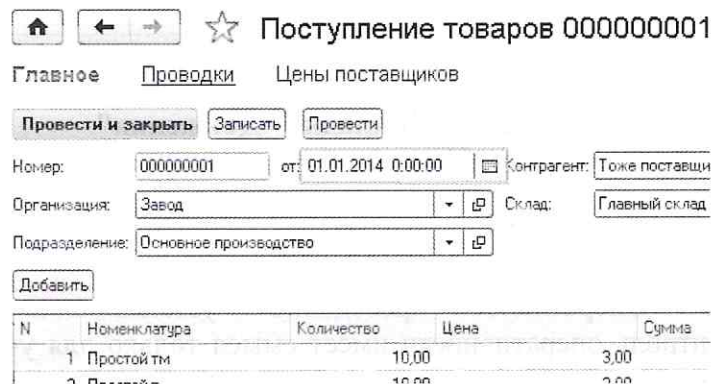 Поступление товаров 000000001
Главное Проводки Цены поставщиков
Провести и закрыть Записать Провести
Номер: 000000001 от: 01.01.2014 0:00:00 Контрагент: Тоже поставщи
Организация: Завод Склад: Главный склад
Подразделение: Основное производство
Добавить
N Номенклатура Количество Цена Сумма
1 Простой тм 10,00 3,00